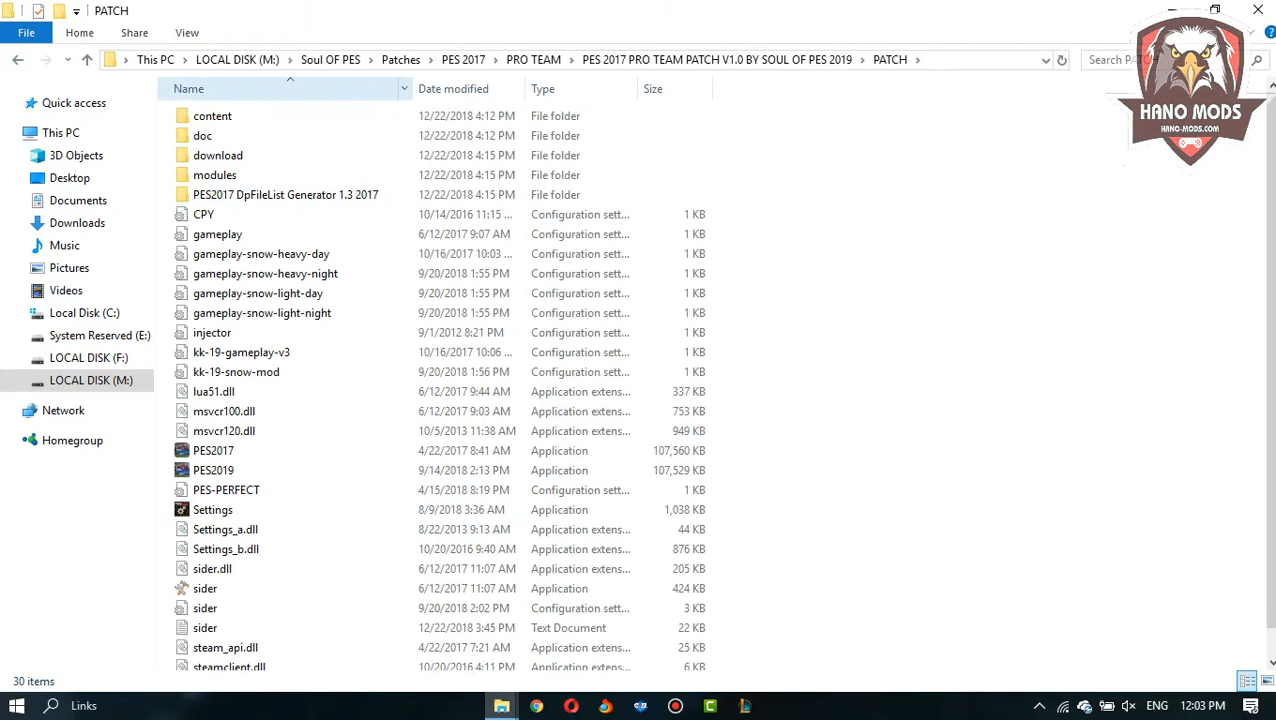 PATCH
File Home Share View
This PC LOCAL DISK (M:) Soul OF PES Patches PES 2017 PRO TEAM PES 2017 PRO TEAM PATCH V1.0 BY SOUL OF PES 2019 PATCH Search PATCH
HANO MODS
HANO-MODS.COM
Name Date modified Type Size
Quick access
This PC
3D Objects
Desktop
Documents
Downloads
Music
Pictures
Videos
Local Disk (C:)
System Reserved (E:)
LOCAL DISK (F:)
LOCAL DISK (M:)
Network
Homegroup
content 12/22/2018 4:12 PM File folder
doc 12/22/2018 4:12 PM File folder
download 12/22/2018 4:15 PM File folder
modules 12/22/2018 4:15 PM File folder
PES2017 DpFileList Generator 1.3 2017 12/22/2018 4:15 PM File folder
CPY 10/14/2016 11:15 ... Configuration sett... 1 KB
gameplay 6/12/2017 9:07 AM Configuration sett... 1 KB
gameplay-snow-heavy-day 10/16/2017 10:03 ... Configuration sett... 1 KB
gameplay-snow-heavy-night 9/20/2018 1:55 PM Configuration sett... 1 KB
gameplay-snow-light-day 9/20/2018 1:55 PM Configuration sett... 1 KB
gameplay-snow-light-night 9/20/2018 1:55 PM Configuration sett... 1 KB
injector 9/1/2012 8:21 PM Configuration sett... 1 KB
kk-19-gameplay-v3 10/16/2017 10:06 ... Configuration sett... 1 KB
kk-19-snow-mod 9/20/2018 1:56 PM Configuration sett... 1 KB
lua51.dll 6/12/2017 9:44 AM Application extens... 337 KB
msvcr100.dll 6/12/2017 9:03 AM Application extens... 753 KB
msvcr120.dll 10/5/2013 11:38 AM Application extens... 949 KB
PES2017 4/22/2017 8:41 AM Application 107,560 KB
PES2019 9/14/2018 2:13 PM Application 107,529 KB
PES-PERFECT 4/15/2018 8:19 PM Configuration sett... 1 KB
Settings 8/9/2018 3:36 AM Application 1,038 KB
Settings_a.dll 8/22/2013 9:13 AM Application extens... 44 KB
Settings_b.dll 10/20/2016 9:40 AM Application extens... 876 KB
sider.dll 6/12/2017 11:07 AM Application extens... 205 KB
sider 6/12/2017 11:07 AM Application 424 KB
sider 9/20/2018 2:02 PM Configuration sett... 3 KB
sider 12/22/2018 3:45 PM Text Document 22 KB
steam_api.dll 4/22/2017 7:21 AM Application extens... 25 KB
steamclient.dll 10/20/2016 4:11 PM Application extens... 6 KB
30 items
Links ENG 12:03 PM